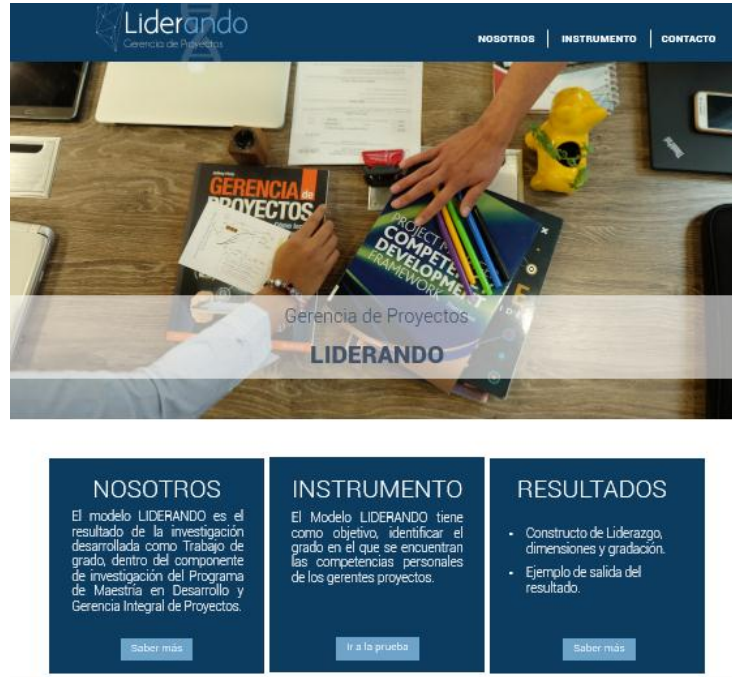 Liderando
Gerencia de Proyectos
NOSOTROS
INSTRUMENTO
CONTACTO
GERENCIA de
PROYECTOS
PROJECT
DEVELOPMENT
FRAMEWORK
Gerencia de Proyectos
LIDERANDO
NOSOTROS
El modelo LIDERANDO es el
resultado de la investigación
desarrollada como Trabajo de
grado, dentro del componente
de investigación del Programa
de Maestría en Desarrollo y
Gerencia Integral de Proyectos.
Saber más
INSTRUMENTO
El Modelo LIDERANDO tiene
como objetivo, identificar el
grado en el que se encuentran
las competencias personales
de los gerentes proyectos.
Ir a la prueba
RESULTADOS
• Constructo de Liderazgo,
dimensiones y gradación.
• Ejemplo de salida del
resultado.
Saber más